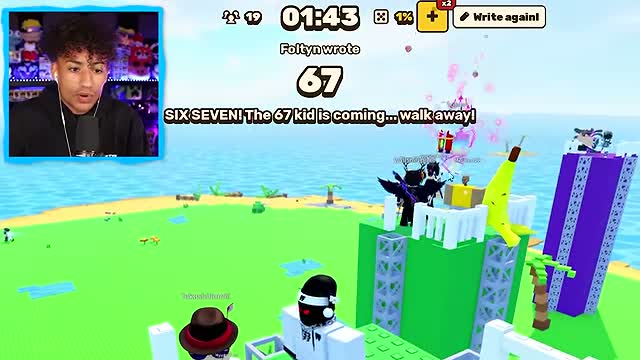 19
01:43
1%
x2
+
Write again!
Foltyn wrote
67
SIX SEVEN! The 67 kid is coming... walk away!